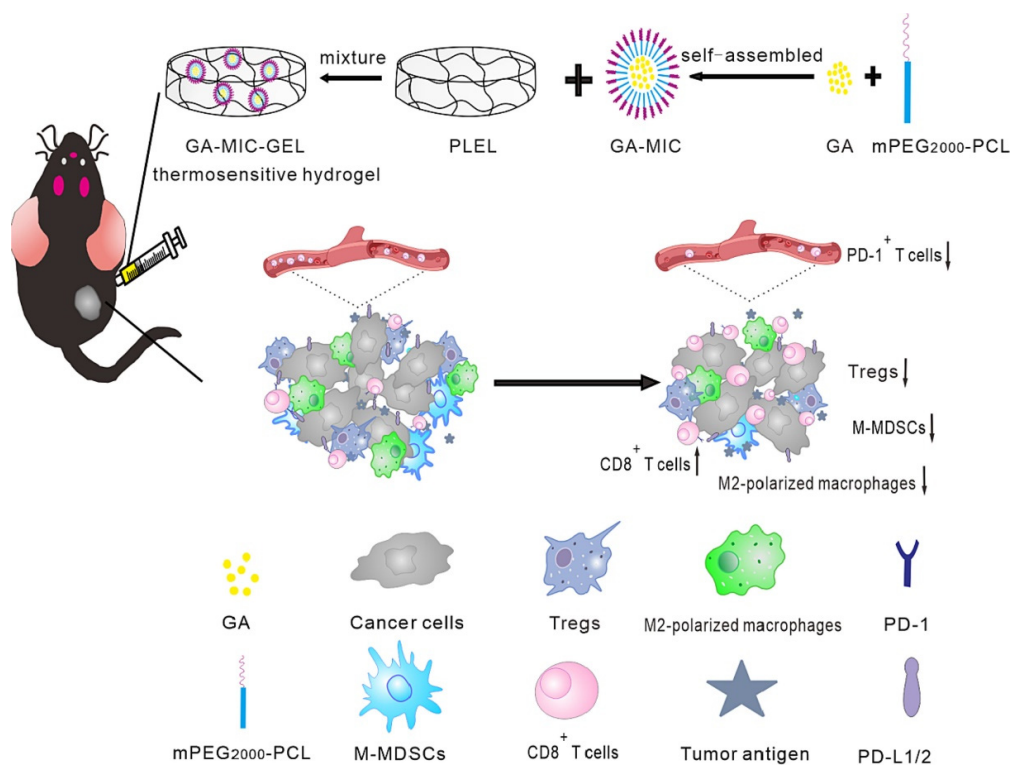 mixture
self-assembled
GA-MIC-GEL
thermosensitive hydrogel
PLEL
GA-MIC
GA
mPEG2000-PCL
PD-1+ T cells↓
Tregs↓
M-MDSCs↓
CD8+ T cells↑
M2-polarized macrophages↓
GA
Cancer cells
Tregs
M2-polarized macrophages
PD-1
mPEG2000-PCL
M-MDSCs
CD8+ T cells
Tumor antigen
PD-L1/2